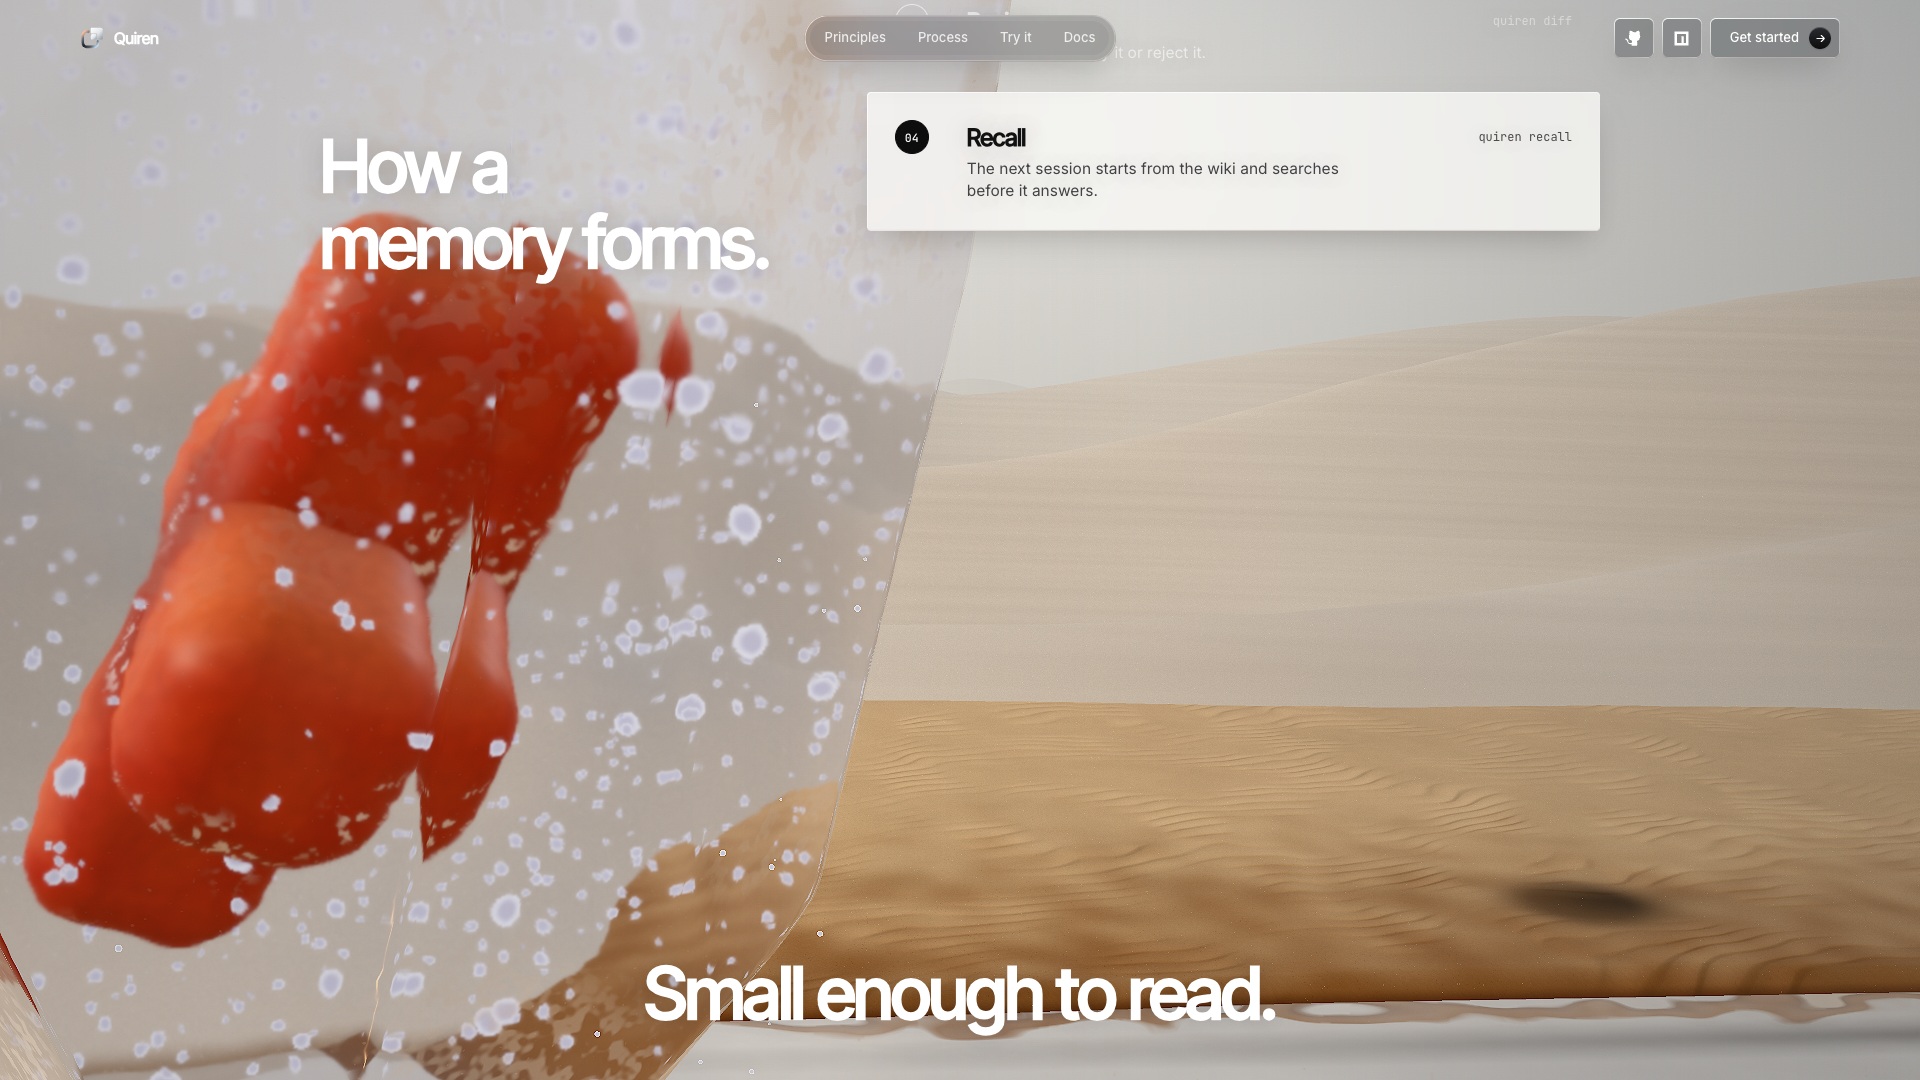 Quiren
Principles
Process
Try it
Docs
quiren diff
Get started
it or reject it.
How a
memory forms.
04
Recall
quiren recall
The next session starts from the wiki and searches
before it answers.
Small enough to read.